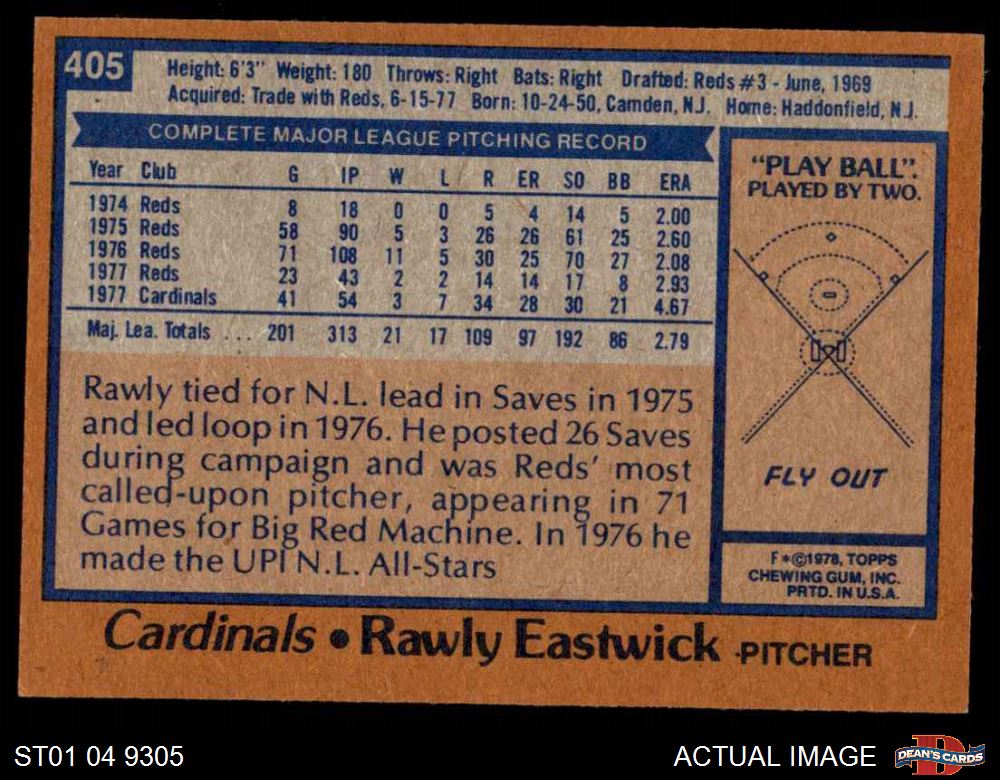 405
Height: 6'3" Weight: 180 Throws: Right Bats: Right Drafted: Reds #3 - June, 1969
Acquired: Trade with Reds, 6-15-77 Born: 10-24-50, Camden, N.J. Home: Haddonfield, N.J.
COMPLETE MAJOR LEAGUE PITCHING RECORD
Year Club G IP W L R ER SO BB ERA
1974 Reds 8 18 0 0 5 4 14 5 2.00
1975 Reds 58 90 5 3 26 26 61 25 2.60
1976 Reds 71 108 11 5 30 25 70 27 2.08
1977 Reds 23 43 2 2 14 14 17 8 2.93
1977 Cardinals 41 54 3 7 34 28 30 21 4.67
Maj. Lea. Totals ... 201 313 21 17 109 97 192 86 2.79
Rawly tied for N.L. lead in Saves in 1975
and led loop in 1976. He posted 26 Saves
during campaign and was Reds' most
called-upon pitcher, appearing in 71
Games for Big Red Machine. In 1976 he
made the UPI N.L. All-Stars
"PLAY BALL".
PLAYED BY TWO.
FLY OUT
F*©1978, TOPPS
CHEWING GUM, INC.
PRTD. IN U.S.A.
Cardinals • Rawly Eastwick PITCHER
ST01 04 9305
ACTUAL IMAGE
D
DEAN'S CARDS